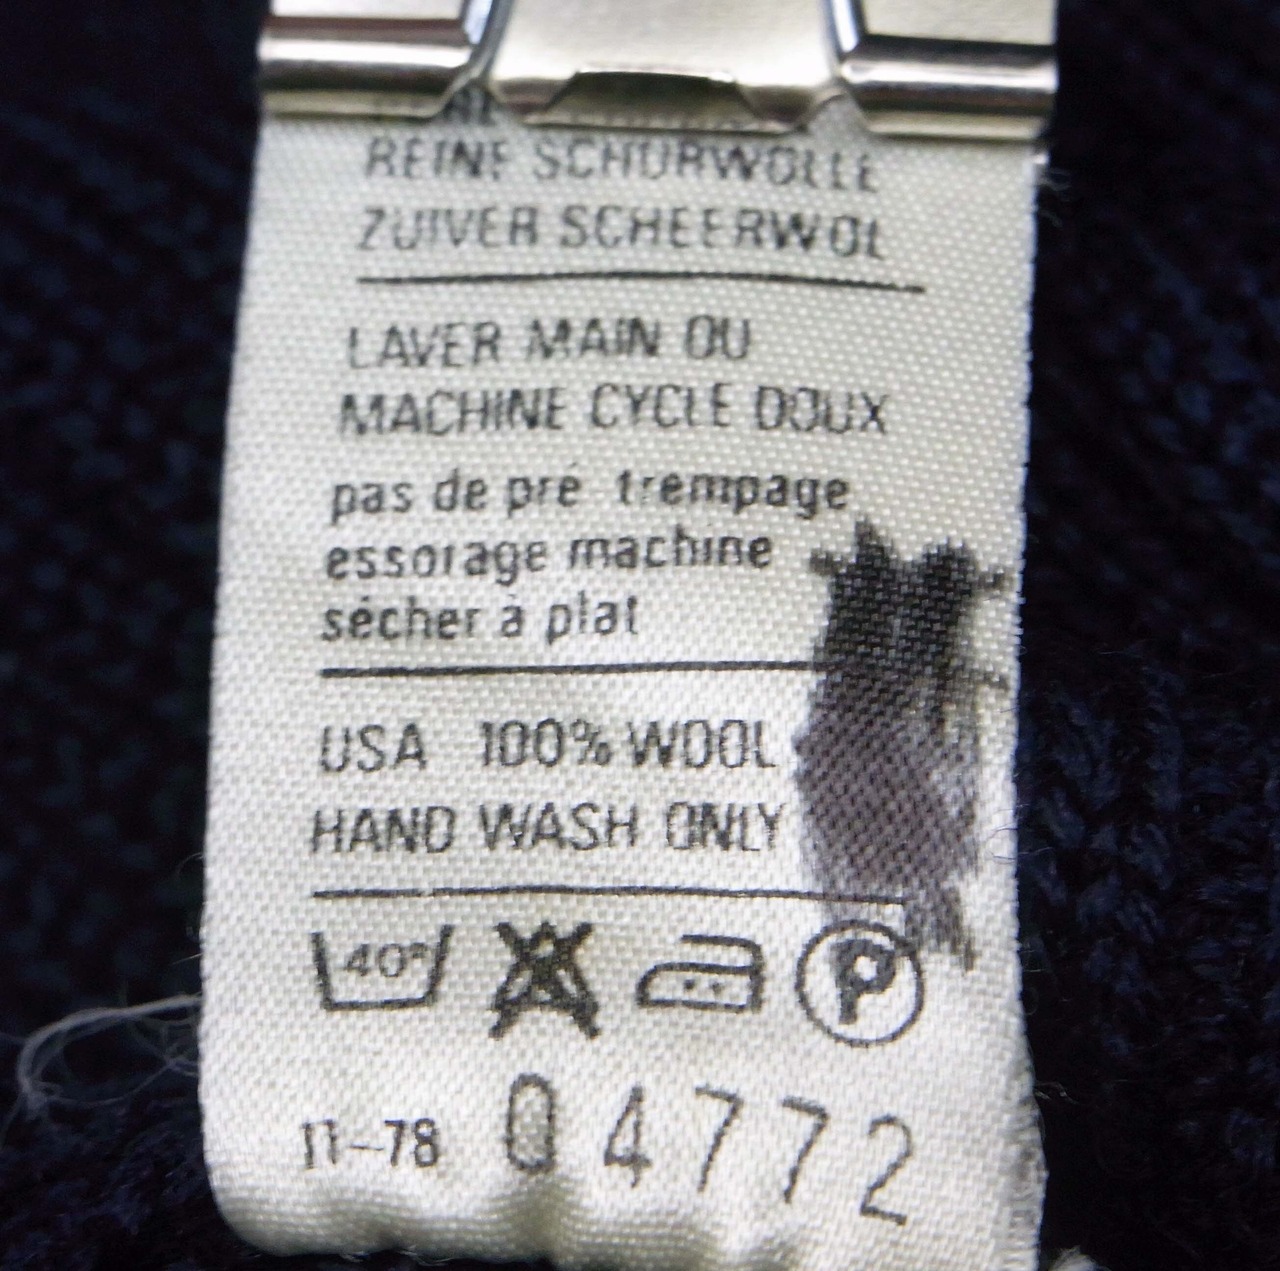 REINE SCHURWOLLE
ZUIVER SCHEERWOL
LAVER MAIN OU
MACHINE CYCLE DOUX
pas de pré trempage
essorage machine
sécher à plat
USA 100% WOOL
HAND WASH ONLY
40° P
11-78 04772